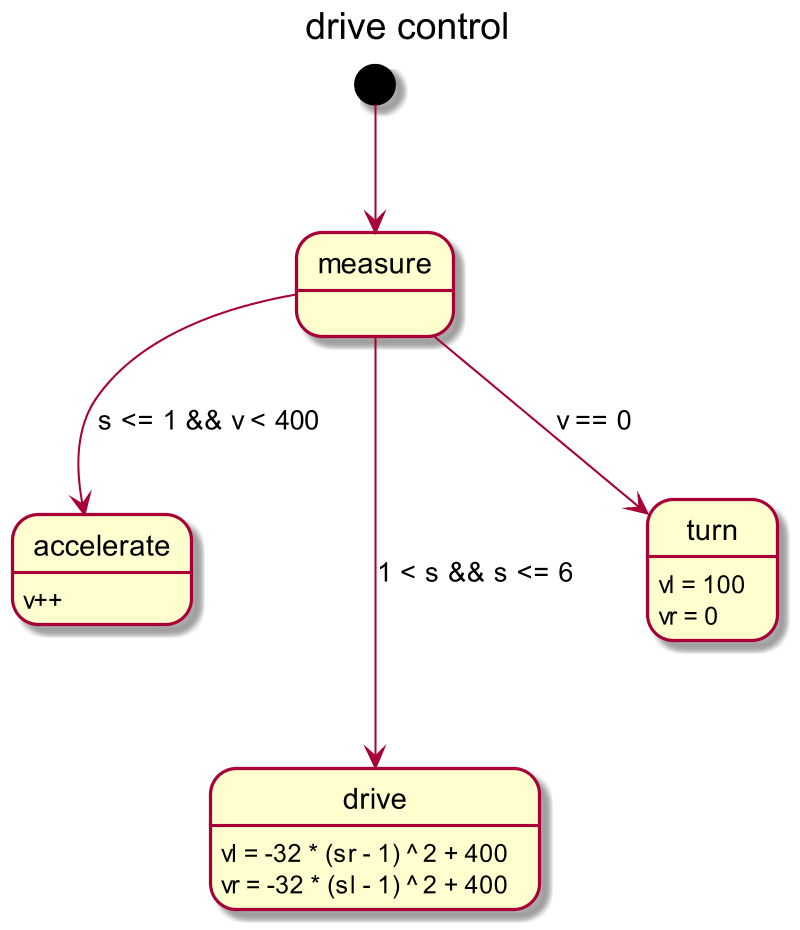 drive control
measure
s <= 1 && v < 400
v == 0
accelerate
v++
turn
vl = 100
vr = 0
1 < s && s <= 6
drive
vl = -32 * (sr - 1) ^ 2 + 400
vr = -32 * (sl - 1) ^ 2 + 400